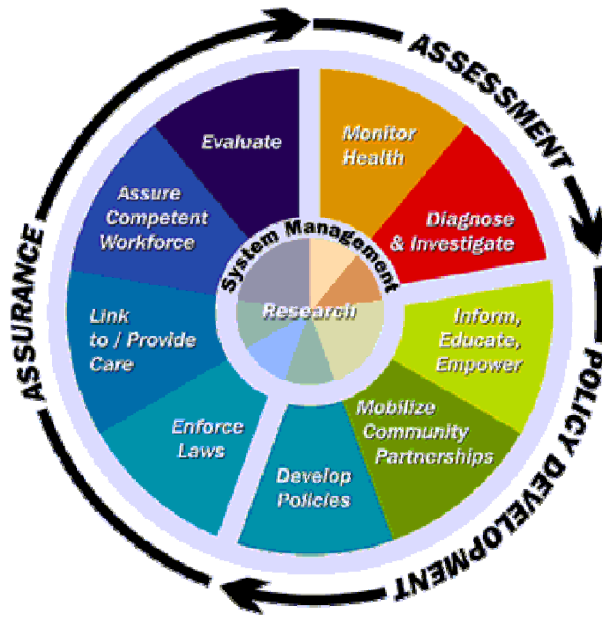 ASSESSMENT
Monitor
Health
Diagnose
& Investigate
POLICY DEVELOPMENT
Inform,
Educate,
Empower
Mobilize
Community
Partnerships
Develop
Policies
ASSURANCE
Enforce
Laws
Link
to / Provide
Care
Assure
Competent
Workforce
Evaluate
System Management
Research